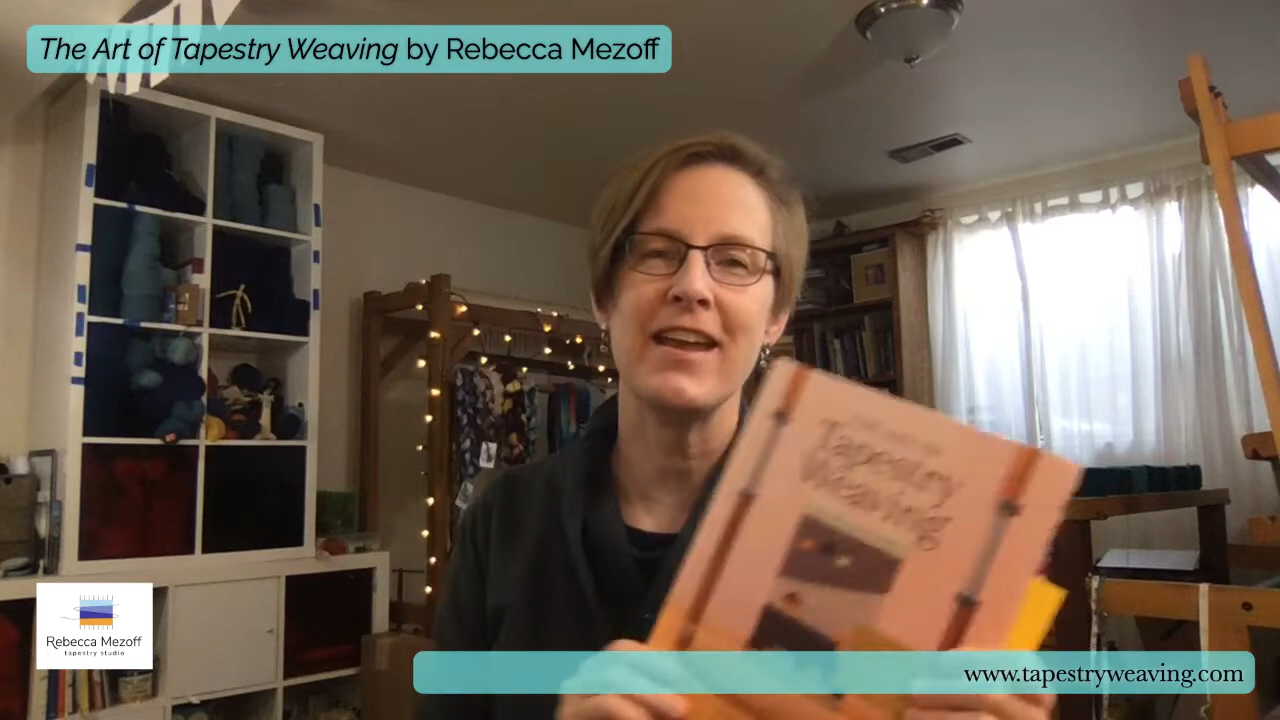 The Art of Tapestry Weaving by Rebecca Mezoff
Tapestry
Weaving
Rebecca Mezoff
tapestry studio
www.tapestryweaving.com